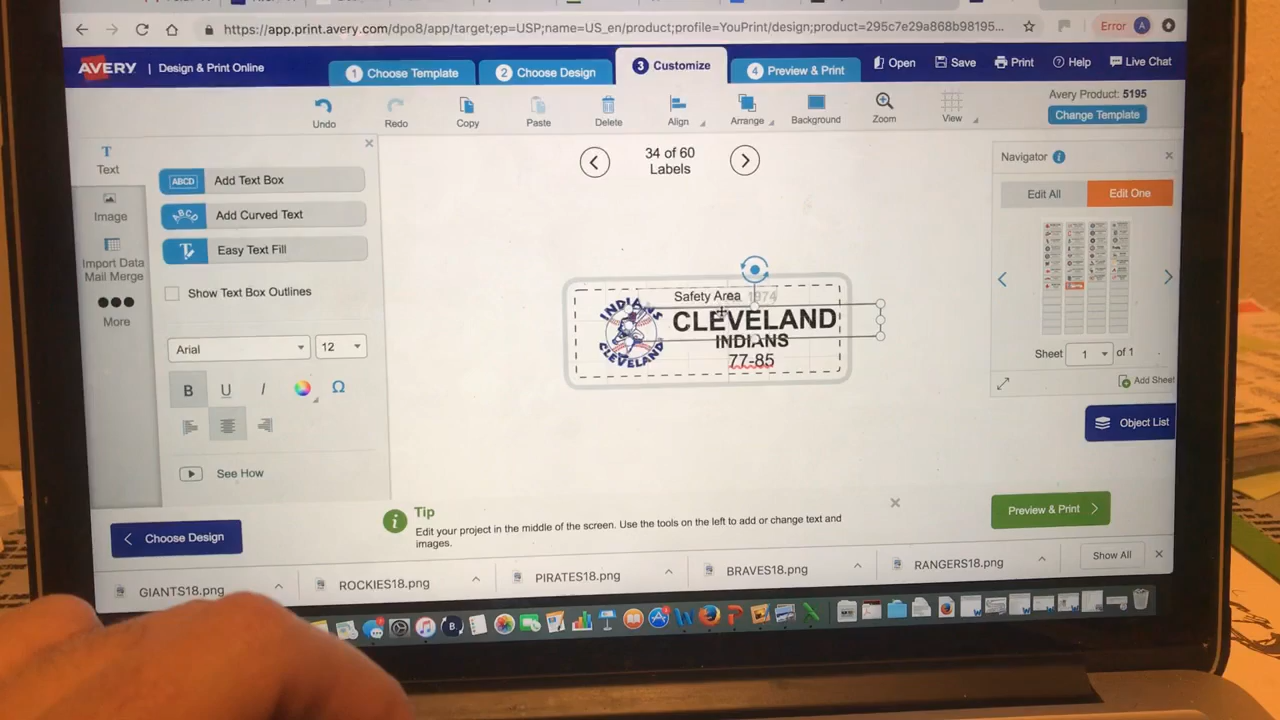 https://app.print.avery.com/dpo8/app/target;ep=USP;name=US_en/product;profile=YouPrint/design;product=295c7e29a868b98195...
Error A
AVERY | Design & Print Online
1 Choose Template
2 Choose Design
3 Customize
4 Preview & Print
Open
Save
Print
Help
Live Chat
Undo
Redo
Copy
Paste
Delete
Align
Arrange
Background
Zoom
View
Avery Product: 5195
Change Template
Text
Image
Import Data
Mail Merge
More
ABCD Add Text Box
ABCD Add Curved Text
Easy Text Fill
Show Text Box Outlines
Arial
12
B U I Ω
See How
34 of 60
Labels
Safety Area 1974
INDIANS
CLEVELAND
CLEVELAND
INDIANS
77-85
Navigator
Edit All
Edit One
Sheet 1 of 1
Add Sheet
Object List
Tip
Edit your project in the middle of the screen. Use the tools on the left to add or change text and
images.
Choose Design
Preview & Print
GIANTS18.png
ROCKIES18.png
PIRATES18.png
BRAVES18.png
RANGERS18.png
Show All